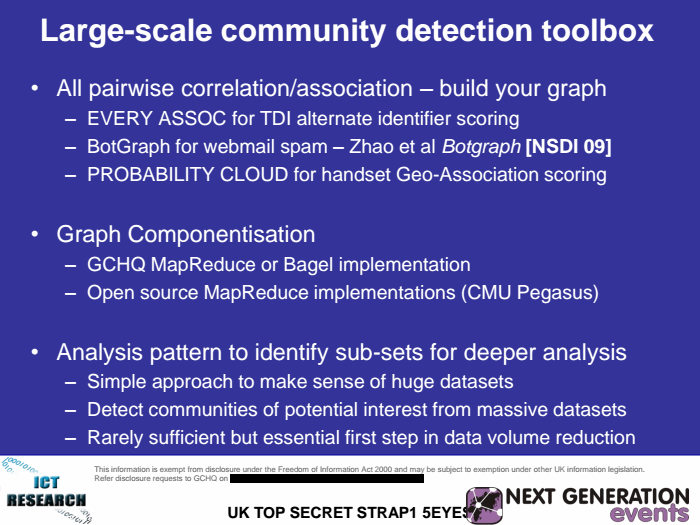 Large-scale community detection toolbox
• All pairwise correlation/association – build your graph
– EVERY ASSOC for TDI alternate identifier scoring
– BotGraph for webmail spam – Zhao et al Botgraph [NSDI 09]
– PROBABILITY CLOUD for handset Geo-Association scoring
• Graph Componentisation
– GCHQ MapReduce or Bagel implementation
– Open source MapReduce implementations (CMU Pegasus)
• Analysis pattern to identify sub-sets for deeper analysis
– Simple approach to make sense of huge datasets
– Detect communities of potential interest from massive datasets
– Rarely sufficient but essential first step in data volume reduction
This information is exempt from disclosure under the Freedom of Information Act 2000 and may be subject to exemption under other UK information legislation.
Refer disclosure requests to GCHQ on
ICT
RESEARCH
UK TOP SECRET STRAP1 5EYES
NEXT GENERATION
events